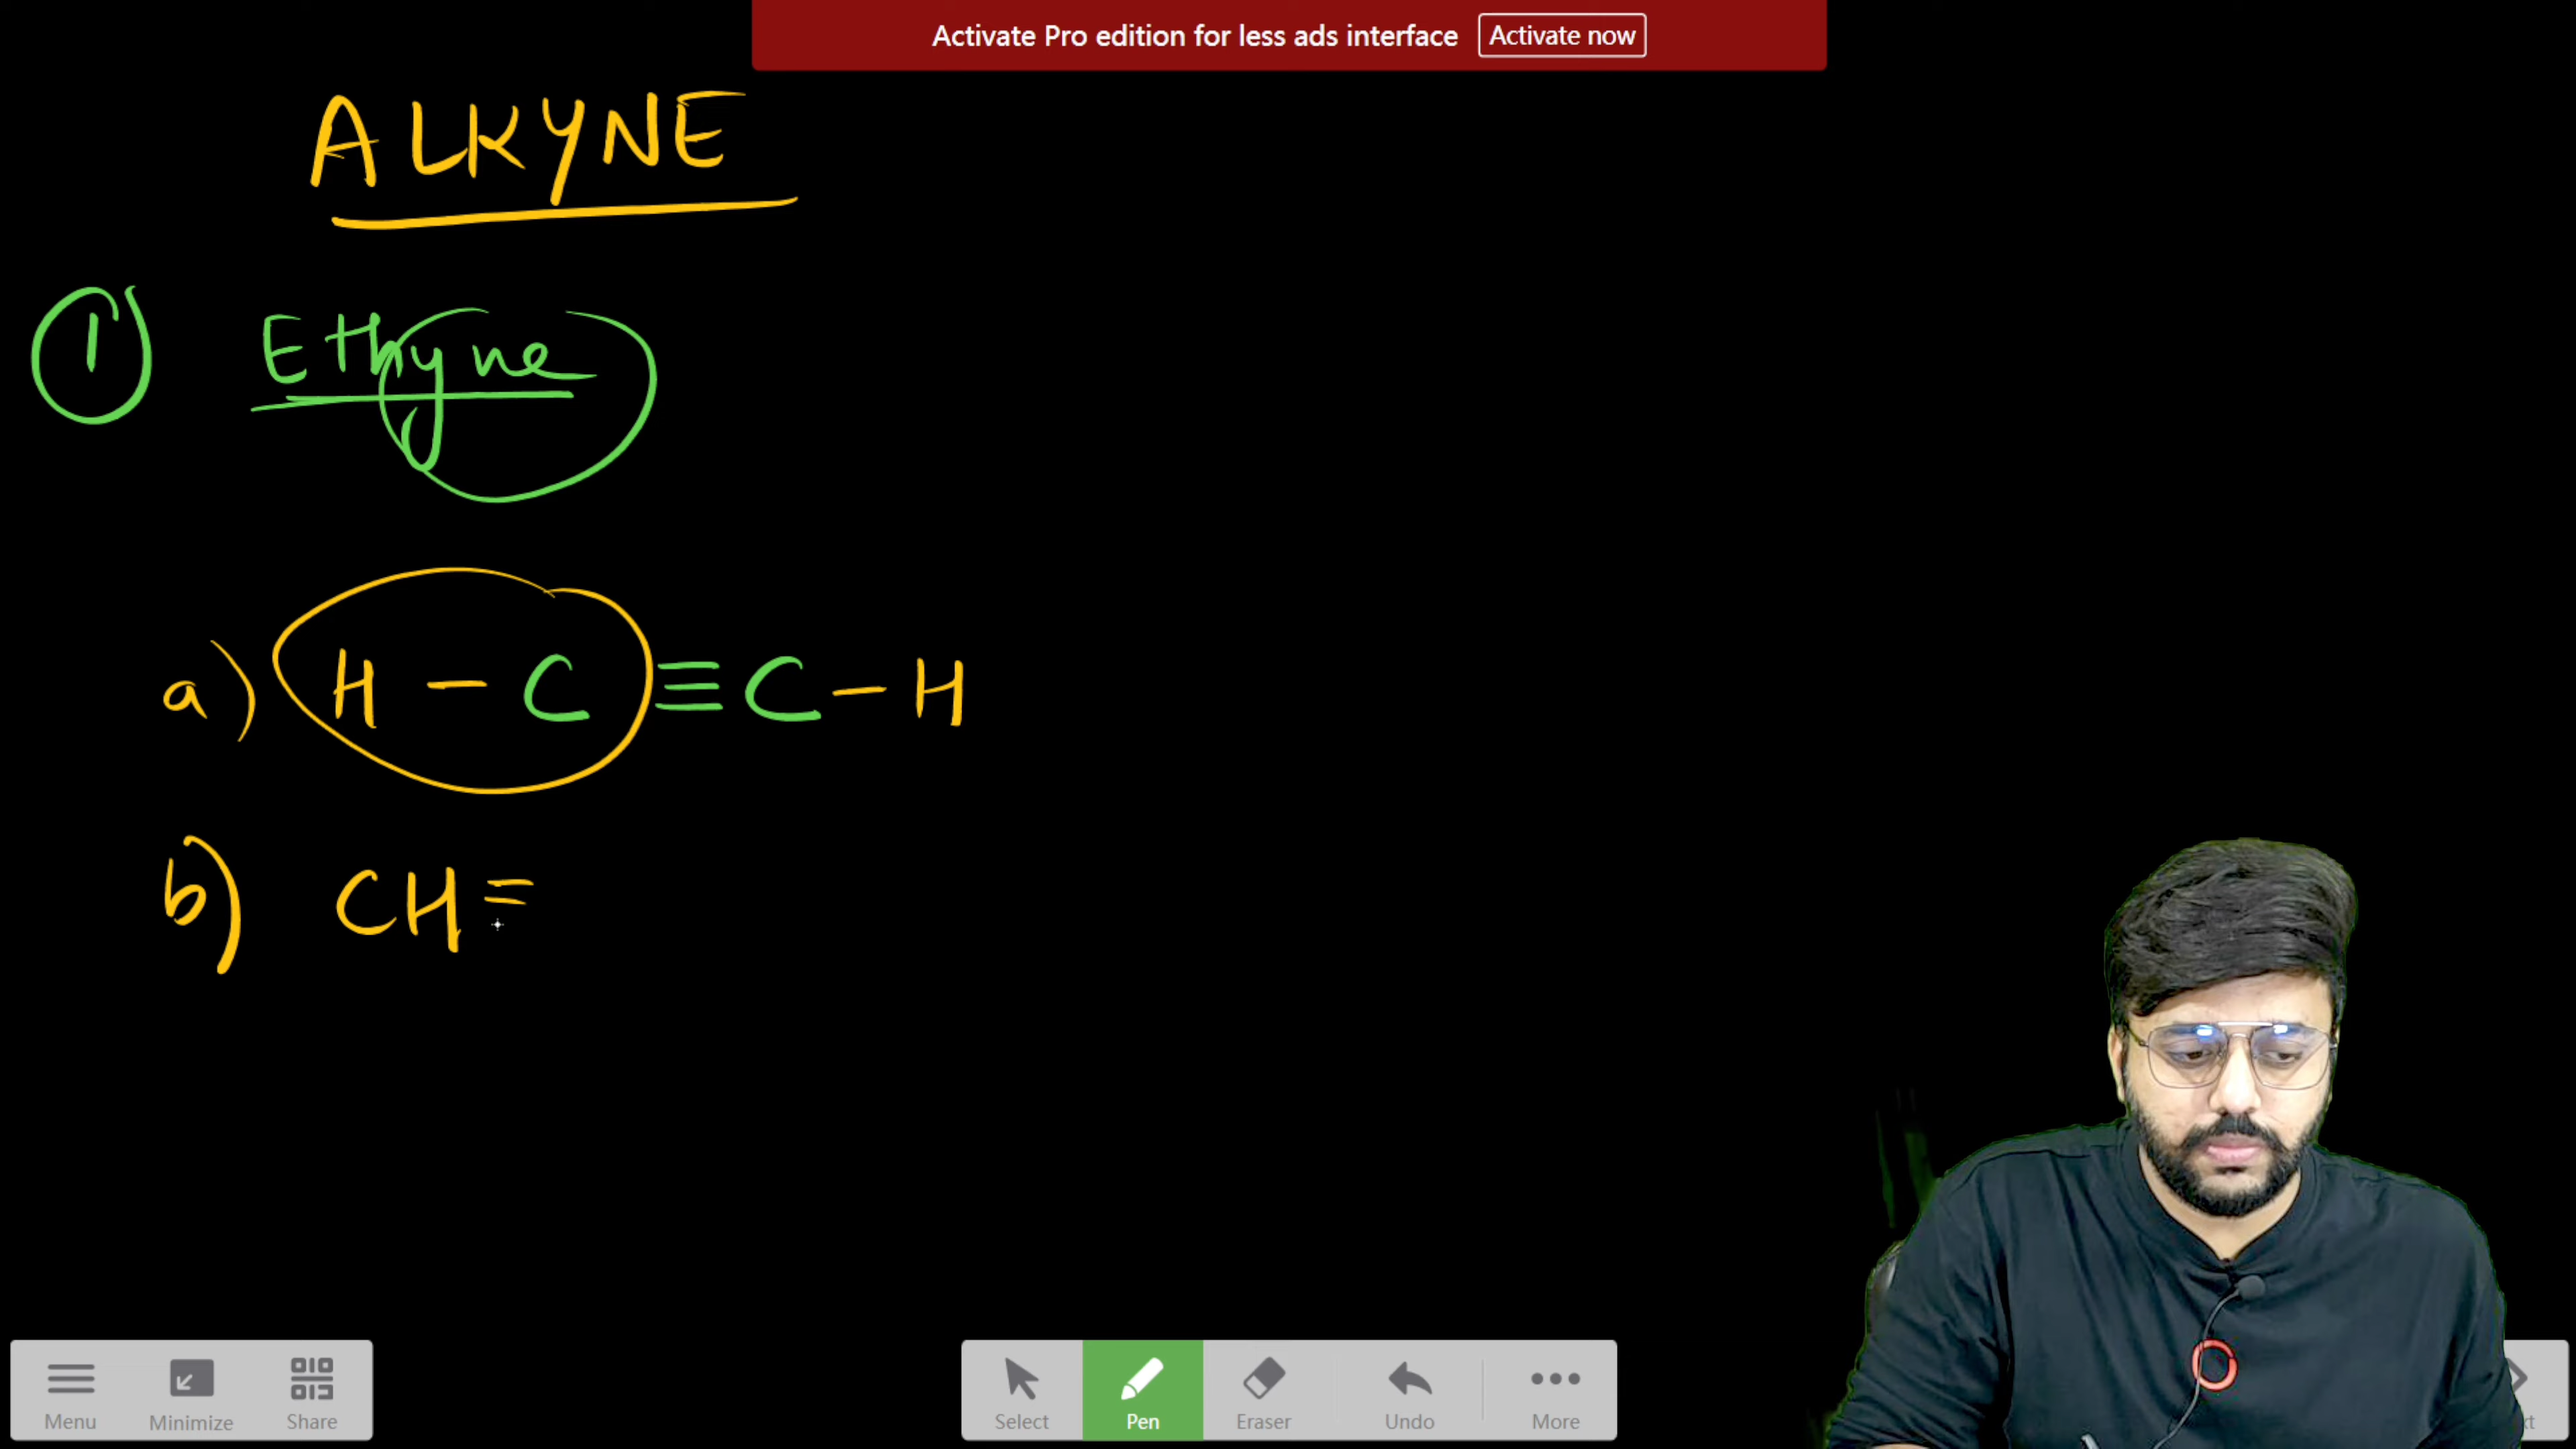 Activate Pro edition for less ads interface Activate now
ALKYNE
1 Ethyne
a) H - C ≡ C - H
b) CH =
Menu Minimize Share Select Pen Eraser Undo More